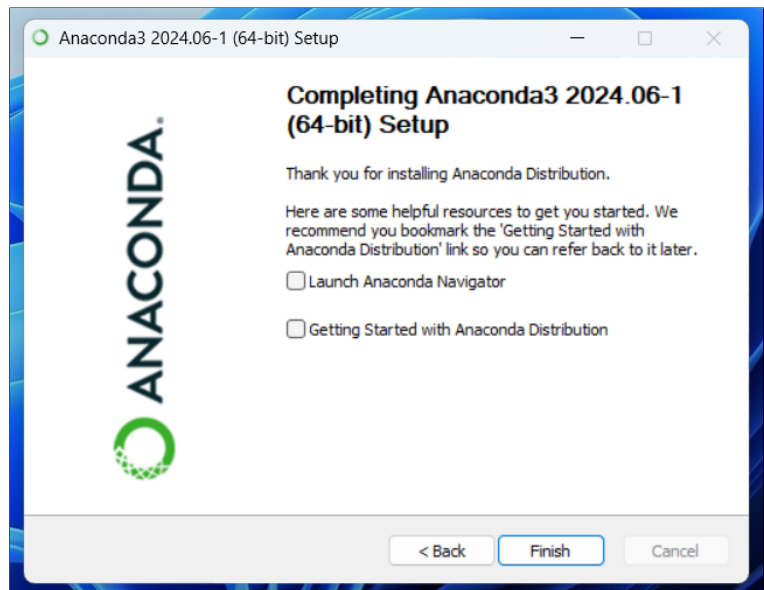 Anaconda3 2024.06-1 (64-bit) Setup
ANACONDA.
Completing Anaconda3 2024.06-1
(64-bit) Setup
Thank you for installing Anaconda Distribution.
Here are some helpful resources to get you started. We
recommend you bookmark the 'Getting Started with
Anaconda Distribution' link so you can refer back to it later.
Launch Anaconda Navigator
Getting Started with Anaconda Distribution
< Back
Finish
Cancel